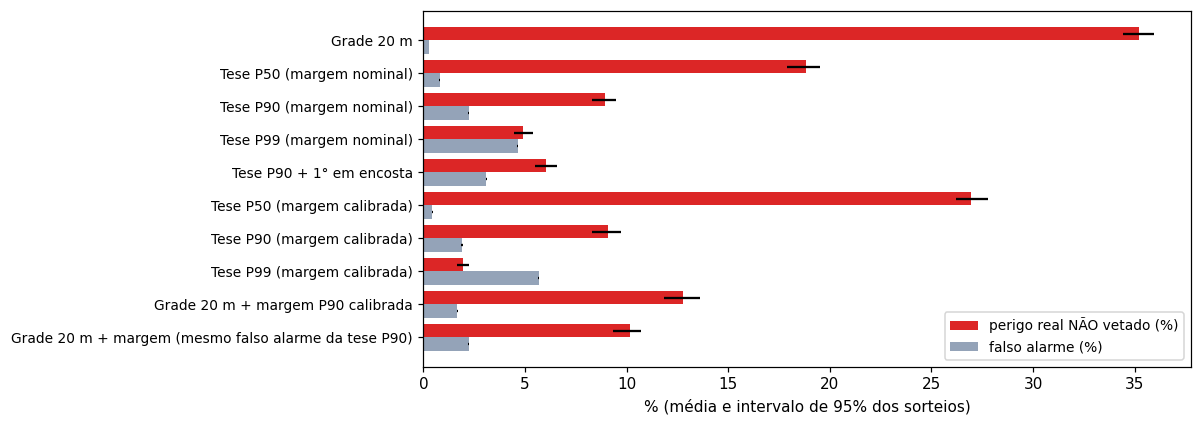 Grade 20 m
Tese P50 (margem nominal)
Tese P90 (margem nominal)
Tese P99 (margem nominal)
Tese P90 + 1° em encosta
Tese P50 (margem calibrada)
Tese P90 (margem calibrada)
Tese P99 (margem calibrada)
Grade 20 m + margem P90 calibrada
Grade 20 m + margem (mesmo falso alarme da tese P90)
perigo real NÃO vetado (%)
falso alarme (%)
0 5 10 15 20 25 30 35
% (média e intervalo de 95% dos sorteios)